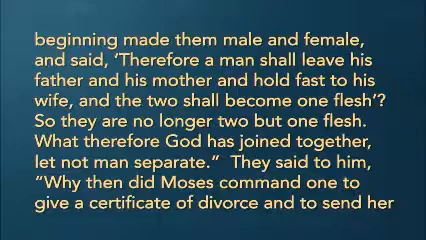 beginning made them male and female,
and said, ‘Therefore a man shall leave his
father and his mother and hold fast to his
wife, and the two shall become one flesh’?
So they are no longer two but one flesh.
What therefore God has joined together,
let not man separate.”  They said to him,
“Why then did Moses command one to
give a certificate of divorce and to send her